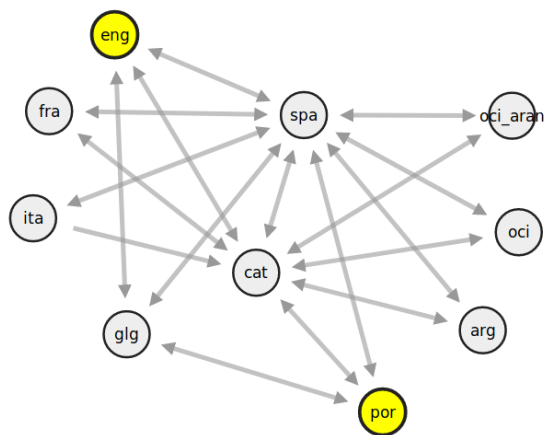 eng
fra
spa
oci_aran
ita
oci
cat
glg
arg
por